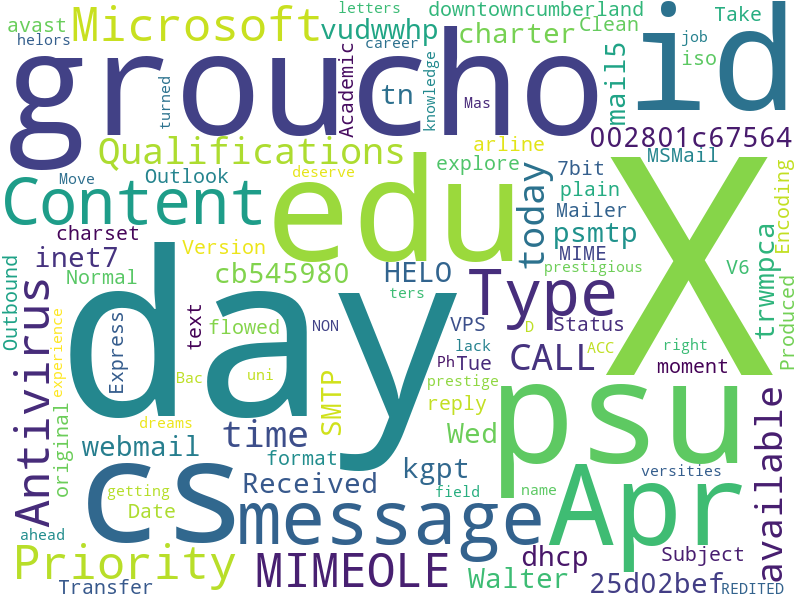 letters
downtowncumberland
Take
avast
Microsoft
vudwwhp
charter
Clean
id
helors
career
job
groucho
mail5
iso
turned
Academic
tn
knowledge
Mas
002801c67564
Qualifications
arline
MSMail
Encoding
Move
Outlook
deserve
explore
7bit
X
Content
edu
today
plain
Mailer
charset
Version
psmtp
trwmpca
inet7
MIME
Outbound
Normal
cb545980
HELO
prestigious
V6
day
ters
Type
Produced
Antivirus
experience
Express
text
flowed
NON
VPS
D
Status
lack
ACC
right
CALL
Ph
Tue
moment
Bac
uni
SMTP
prestige
psu
available
original
dreams
reply
time
Wed
webmail
format
kgpt
versities
cs
getting
Received
field
Apr
Date
message
name
ahead
Priority
MIMEOLE
dhcp
Subject
Transfer
Walter
25d02bef
REDITED